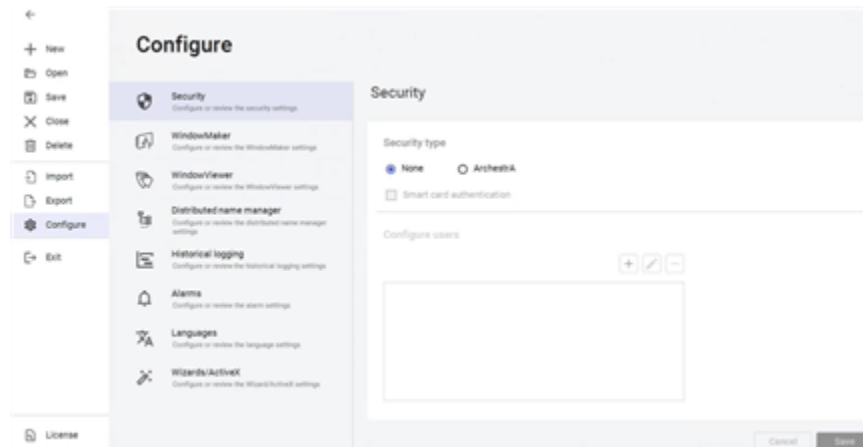 New
Open
Save
Close
Delete
Import
Export
Configure
Exit
License
Configure
Security
Configure or review the security settings
WindowMaker
Configure or review the WindowMaker settings
WindowViewer
Configure or review the WindowViewer settings
Distributed name manager
Configure or review the distributed name manager
settings
Historical logging
Configure or review the historical logging settings
Alarms
Configure or review the alarm settings
Languages
Configure or review the language settings
Wizards/ActiveX
Configure or review the Wizard/ActiveX settings
Security
Security type
None ArchestrA
Smart card authentication
Configure users
Cancel Save